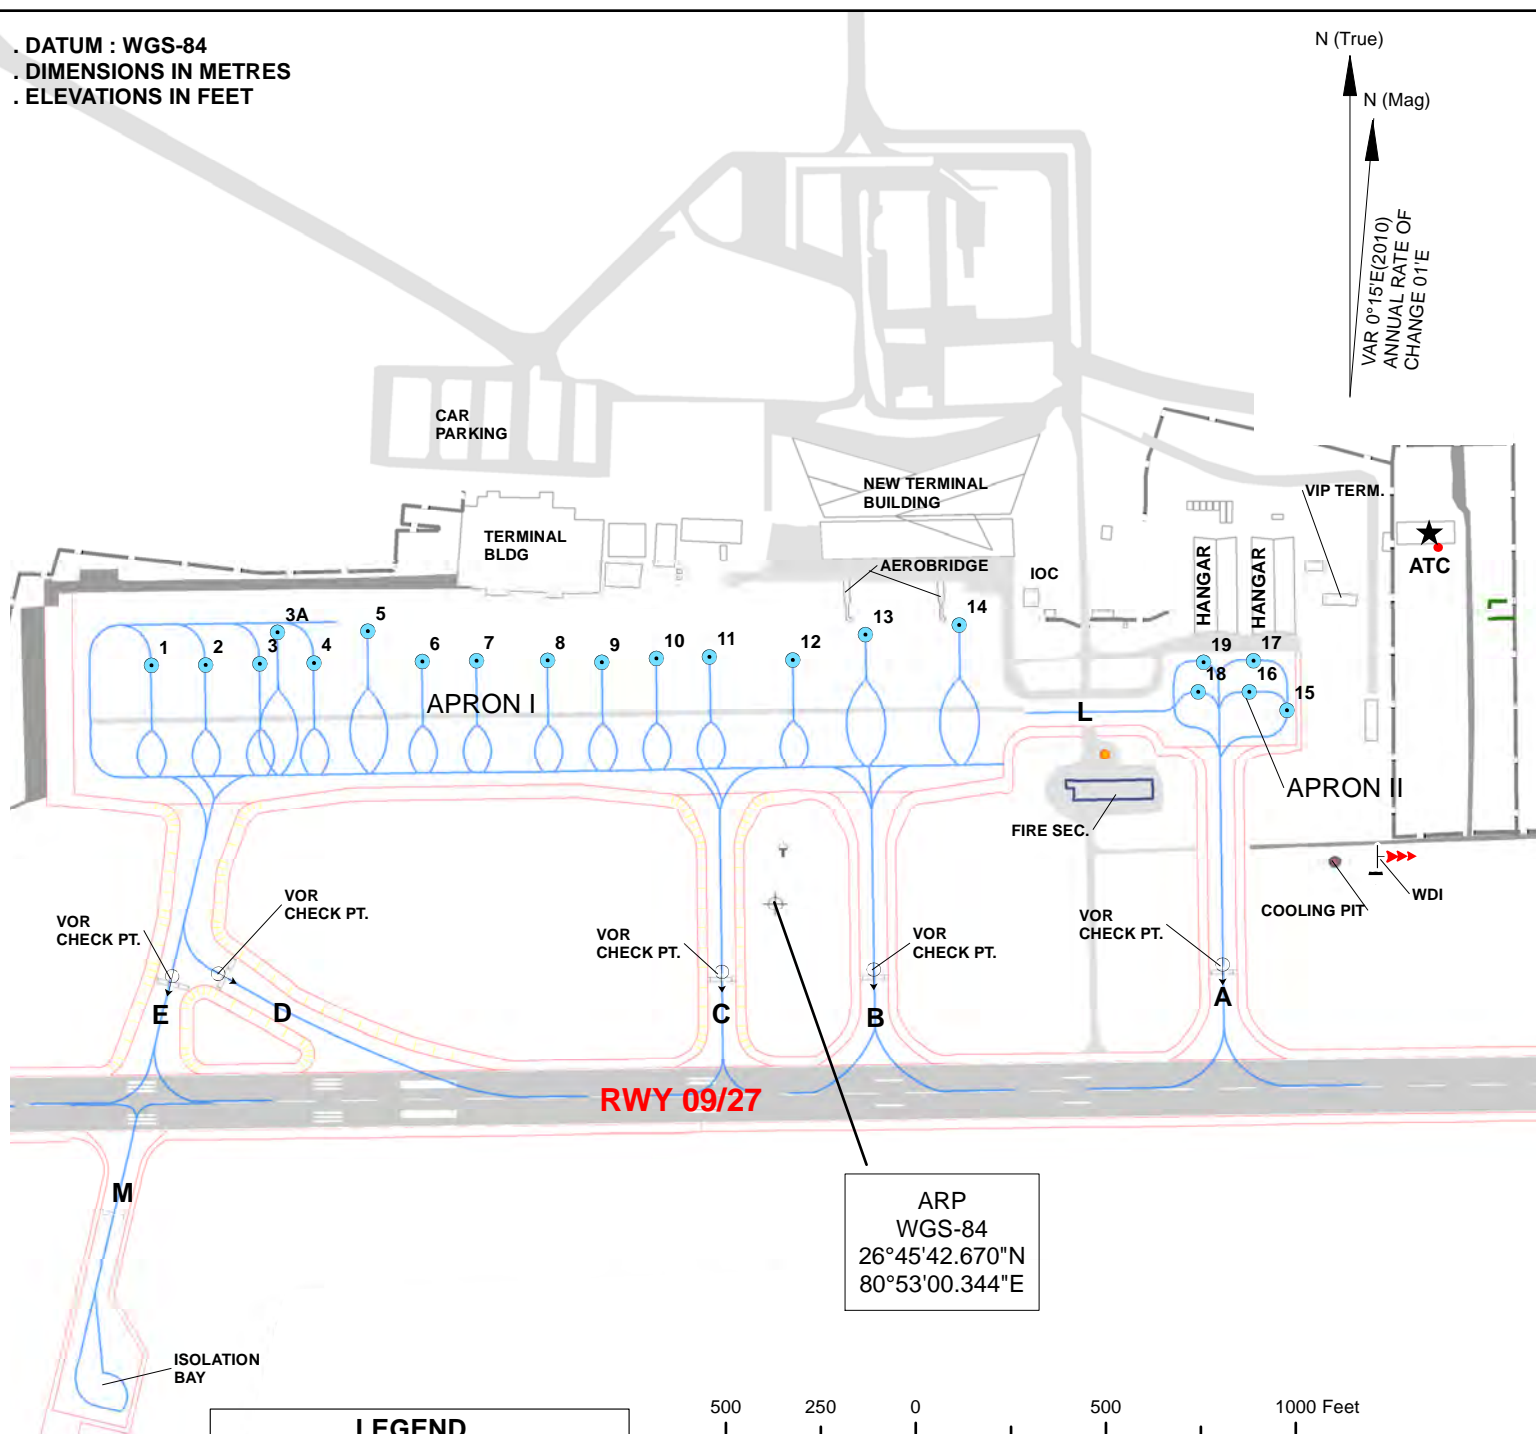 . DATUM : WGS-84
. DIMENSIONS IN METRES
. ELEVATIONS IN FEET
N (True)
N (Mag)
VAR 0°15'E(2010)
ANNUAL RATE OF
CHANGE 01'E
CAR
PARKING
NEW TERMINAL
BUILDING
VIP TERM.
TERMINAL
BLDG
AEROBRIDGE
IOC
HANGAR
HANGAR
ATC
1
2
3
3A
4
5
6
7
8
9
10
11
12
13
14
19
17
18
16
15
APRON I
L
APRON II
FIRE SEC.
COOLING PIT
WDI
VOR
CHECK PT.
VOR
CHECK PT.
VOR
CHECK PT.
VOR
CHECK PT.
VOR
CHECK PT.
E
D
C
B
A
RWY 09/27
M
ARP
WGS-84
26°45'42.670"N
80°53'00.344"E
ISOLATION
BAY
LEGEND
500
250
0
500
1000 Feet